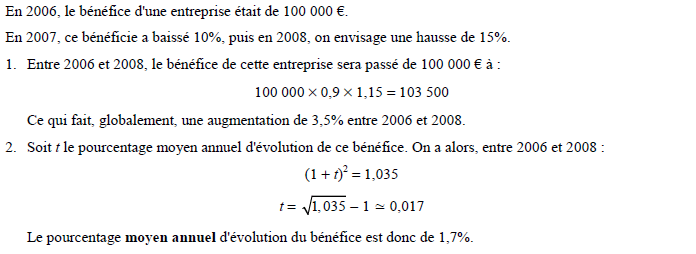 En 2006, le bénéfice d'une entreprise était de 100 000 €.
En 2007, ce bénéficie a baissé 10%, puis en 2008, on envisage une hausse de 15%.
1. Entre 2006 et 2008, le bénéfice de cette entreprise sera passé de 100 000 € à :
100 000 × 0,9 × 1,15 = 103 500
Ce qui fait, globalement, une augmentation de 3,5% entre 2006 et 2008.
2. Soit t le pourcentage moyen annuel d'évolution de ce bénéfice. On a alors, entre 2006 et 2008 :
(1 + t)² = 1,035
t = √1,035 − 1 ≃ 0,017
Le pourcentage moyen annuel d'évolution du bénéfice est donc de 1,7%.